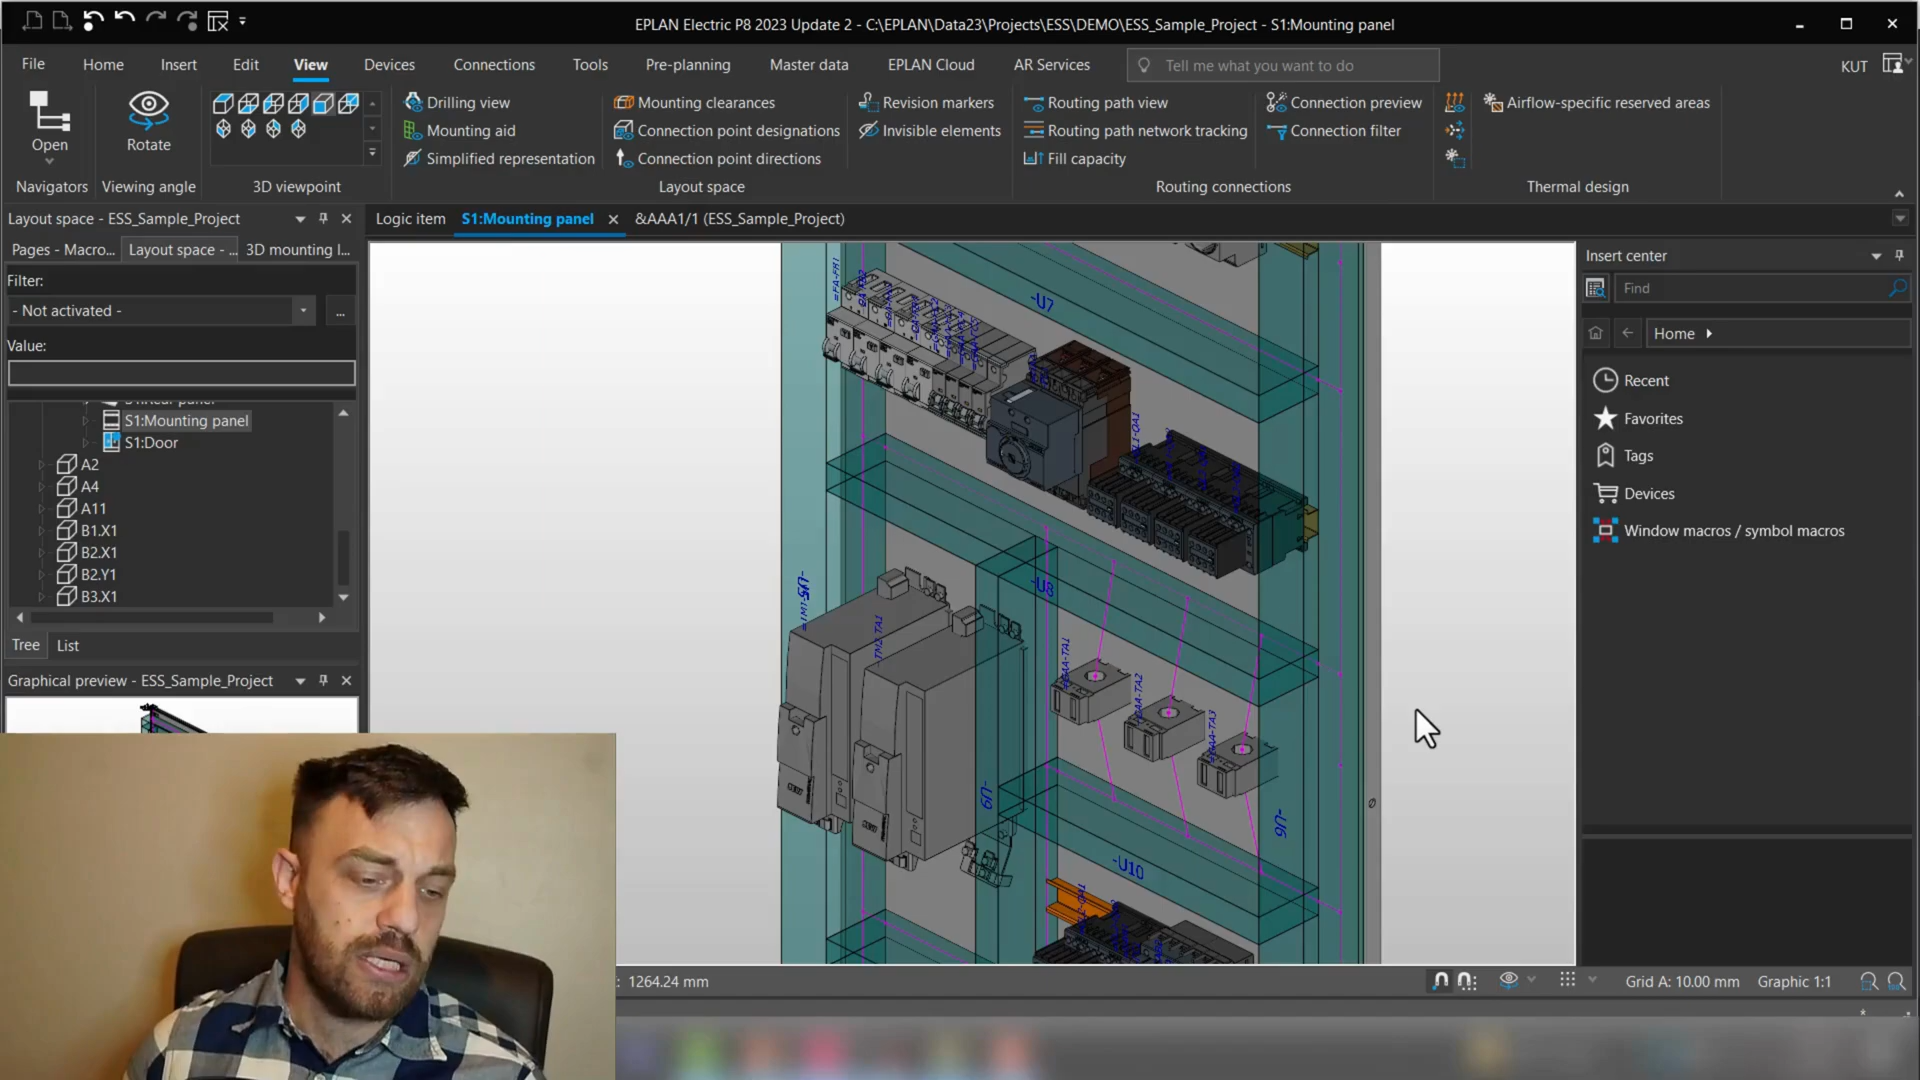 EPLAN Electric P8 2023 Update 2 - C:\EPLAN\Data23\Projects\ESS\DEMO\ESS_Sample_Project - S1:Mounting panel
File Home Insert Edit View Devices Connections Tools Pre-planning Master data EPLAN Cloud AR Services Tell me what you want to do KUT
Drilling view Mounting clearances Revision markers Routing path view Connection preview Airflow-specific reserved areas
Mounting aid Connection point designations Invisible elements Routing path network tracking Connection filter
Open Rotate
Simplified representation Connection point directions Fill capacity
Navigators Viewing angle 3D viewpoint Layout space Routing connections Thermal design
Layout space - ESS_Sample_Project
Logic item S1:Mounting panel &AAA1/1 (ESS_Sample_Project)
Pages - Macro... Layout space - ... 3D mounting l...
Filter:
- Not activated -
...
Value:
S1:Mounting panel
S1:Door
A2
A4
A11
B1.X1
B2.X1
B2.Y1
B3.X1
Tree List
Graphical preview - ESS_Sample_Project
-U7
-U8
-U5
-U9
-U6
-U10
Insert center
Find
Home
Recent
Favorites
Tags
Devices
Window macros / symbol macros
: 1264.24 mm
Grid A: 10.00 mm Graphic 1:1